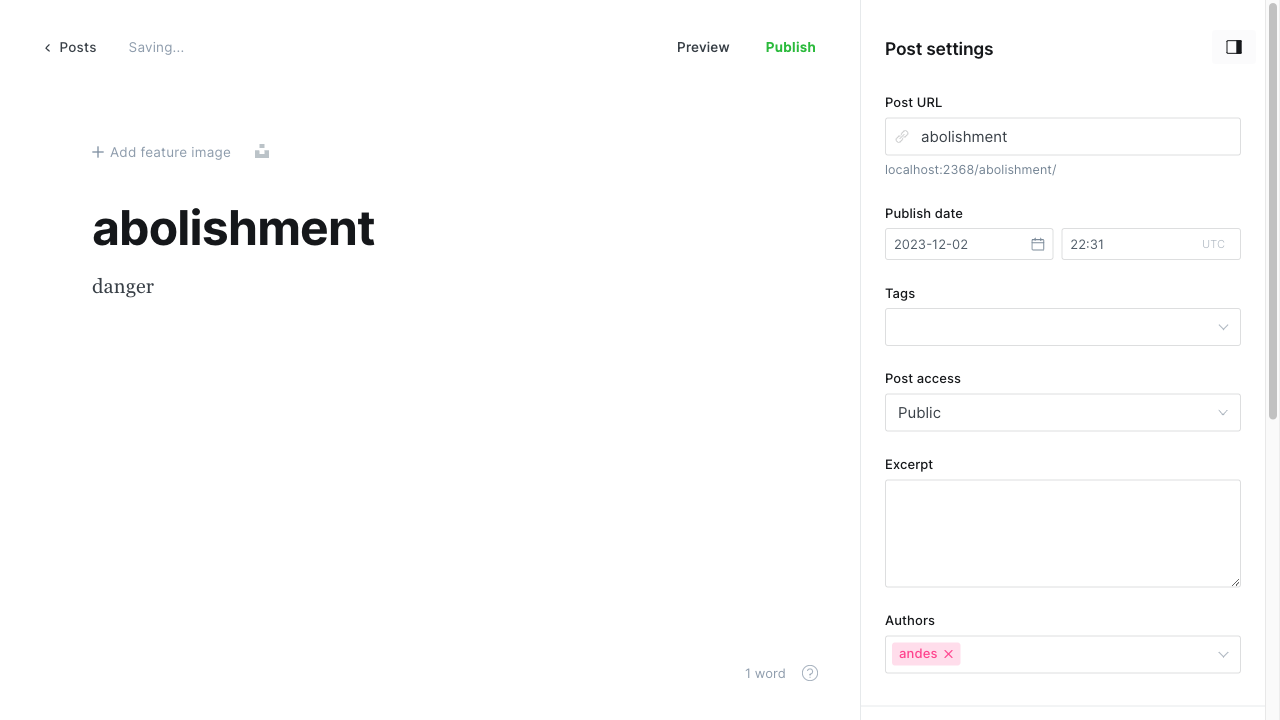 Posts
Saving...
Preview
Publish
Add feature image
abolishment
danger
1 word
Post settings
Post URL
abolishment
localhost:2368/abolishment/
Publish date
2023-12-02
22:31
UTC
Tags
Post access
Public
Excerpt
Authors
andes